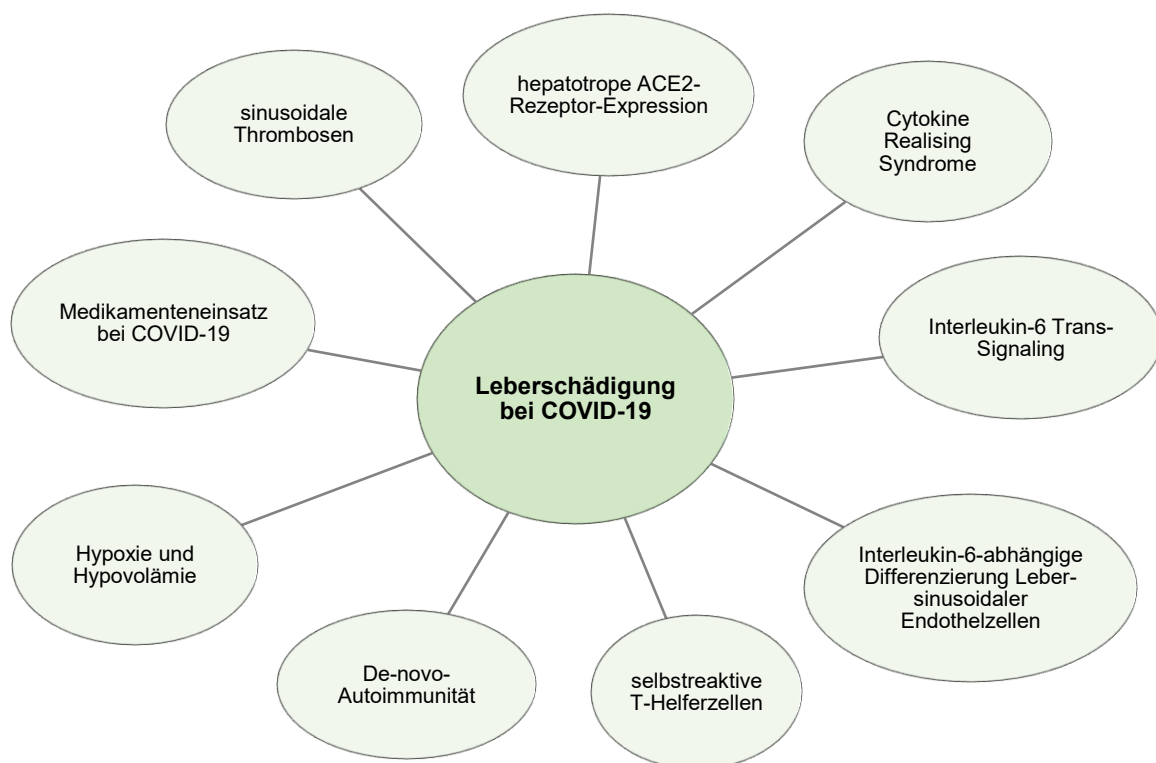 hepatotrope ACE2-
Rezeptor-Expression
sinusoidale
Thrombosen
Cytokine
Realising
Syndrome
Medikamenteneinsatz
bei COVID-19
Interleukin-6 Trans-
Signaling
Leberschädigung
bei COVID-19
Hypoxie und
Hypovolämie
Interleukin-6-abhängige
Differenzierung Leber-
sinusoidaler
Endothelzellen
De-novo-
Autoimmunität
selbstreaktive
T-Helferzellen